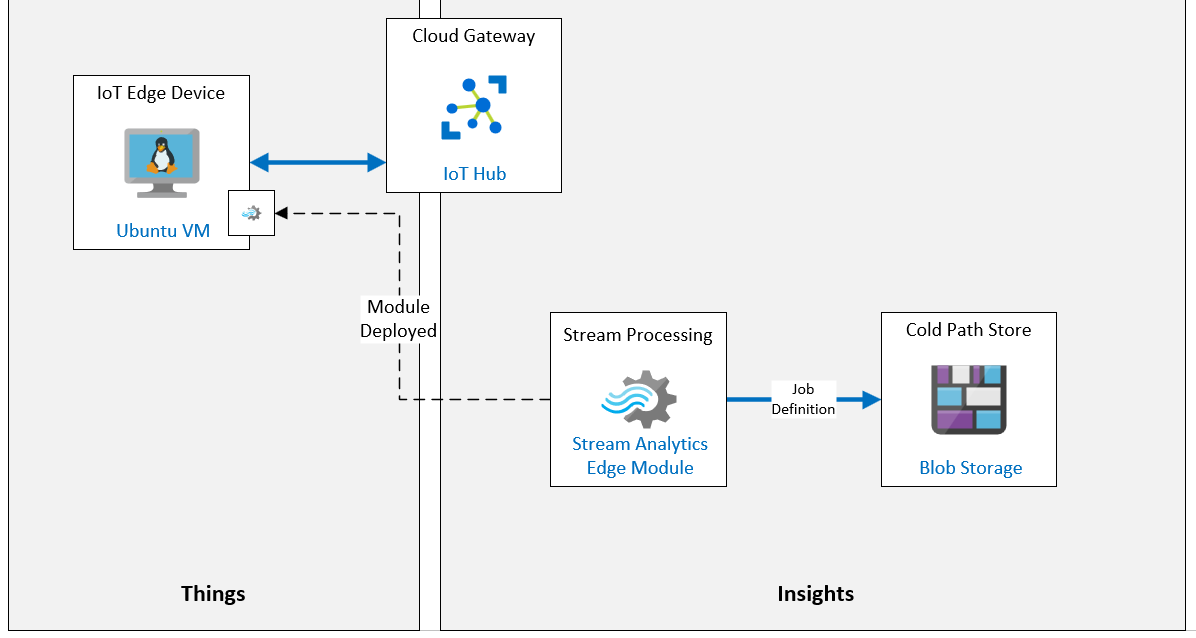 Cloud Gateway
IoT Hub
IoT Edge Device
Ubuntu VM
Module
Deployed
Stream Processing
Stream Analytics
Edge Module
Job
Definition
Cold Path Store
Blob Storage
Things
Insights